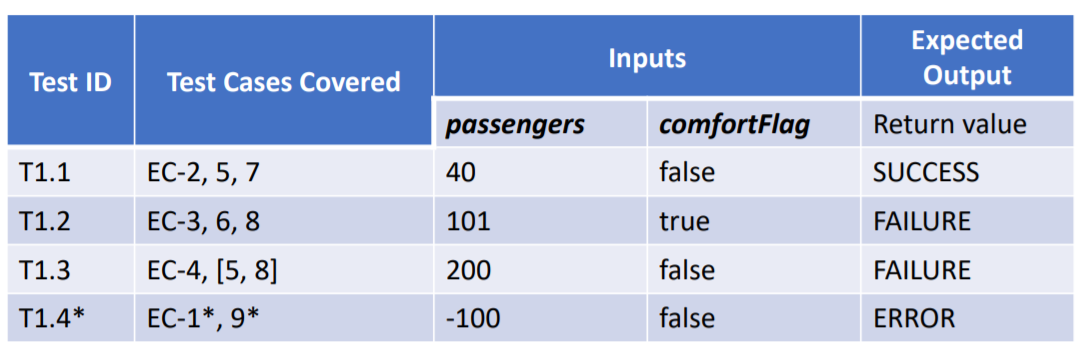 Test ID Test Cases Covered Inputs Expected Output
passengers comfortFlag Return value
T1.1 EC-2, 5, 7 40 false SUCCESS
T1.2 EC-3, 6, 8 101 true FAILURE
T1.3 EC-4, [5, 8] 200 false FAILURE
T1.4* EC-1*, 9* -100 false ERROR